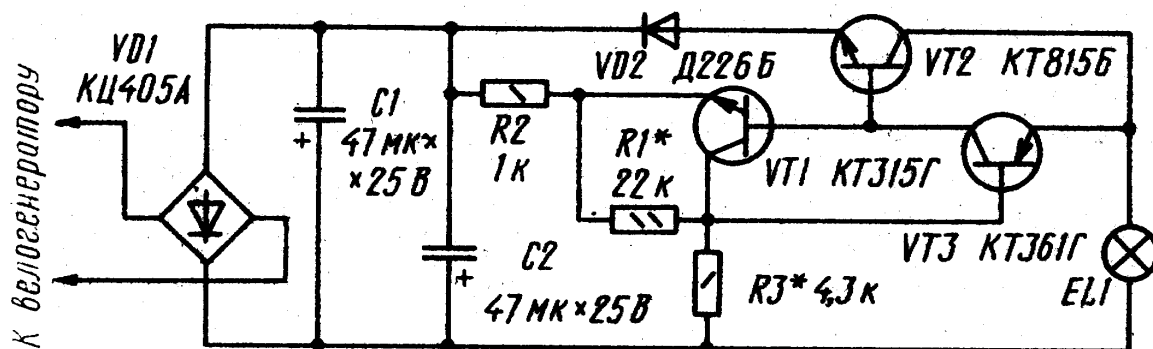 К велогенератору
VD1
КЦ405А
+
C1
47 мк×
×25 В
+
C2
47 мк×25 В
R2
1 к
R1*
22 к
R3* 4,3 к
VD2 Д226Б
VT1 КТ315Г
VT2 КТ815Б
VT3 КТ361Г
EL1